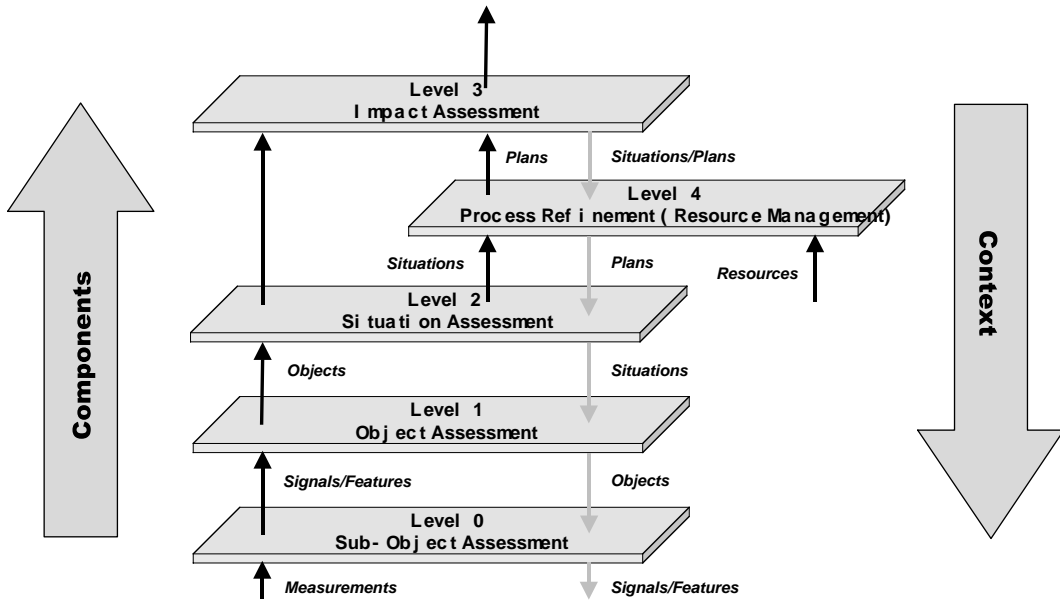 Level 3
Impact Assessment
Plans
Situations/Plans
Level 4
Process Refinement (Resource Management)
Situations
Plans
Resources
Level 2
Situation Assessment
Objects
Situations
Level 1
Object Assessment
Signals/Features
Objects
Level 0
Sub-Object Assessment
Measurements
Signals/Features
Components
Context